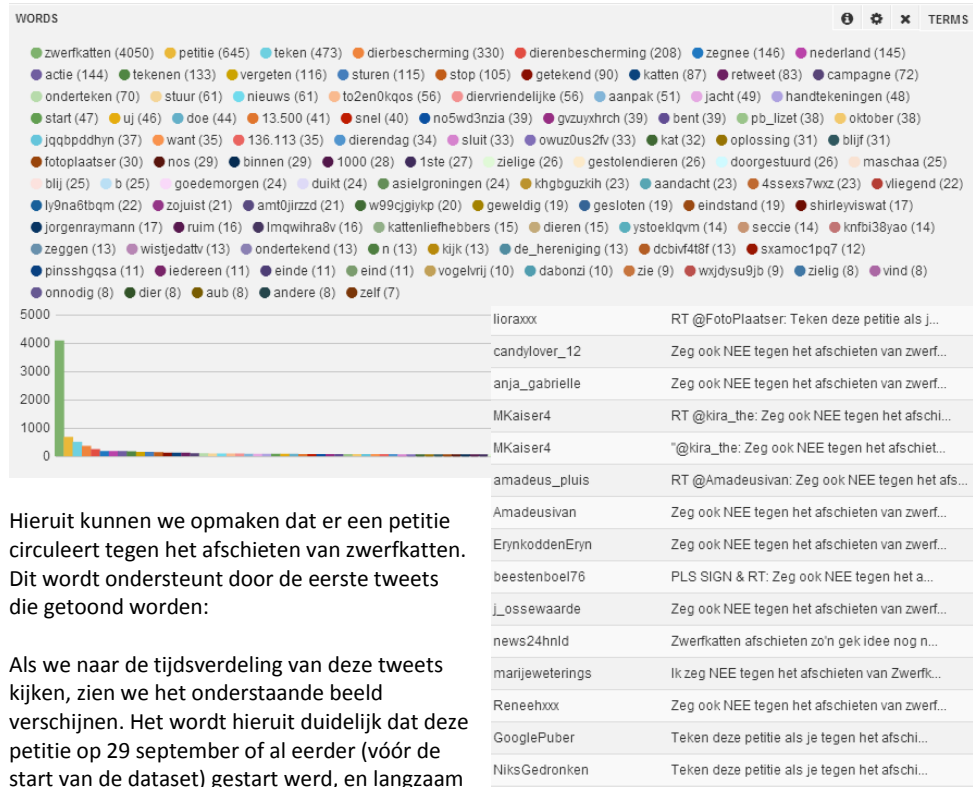 WORDS TERMS
zwerfkatten (4050) petitie (645) teken (473) dierbescherming (330) dierenbescherming (208) zegnee (146) nederland (145)
actie (144) tekenen (133) vergeten (116) sturen (115) stop (105) getekend (90) katten (87) retweet (83) campagne (72)
onderteken (70) stuur (61) nieuws (61) to2en0kqos (56) diervriendelijke (56) aanpak (51) jacht (49) handtekeningen (48)
start (47) uj (46) doe (44) 13.500 (41) snel (40) no5wd3nzia (39) gvzuyxhrch (39) bent (39) pb_lizet (38) oktober (38)
jqqbpddhyn (37) want (35) 136.113 (35) dierendag (34) sluit (33) owuz0us2fv (33) kat (32) oplossing (31) blijf (31)
fotoplaatser (30) nos (29) binnen (29) 1000 (28) 1ste (27) zielige (26) gestolendieren (26) doorgestuurd (26) maschaa (25)
blij (25) b (25) goedemorgen (24) duikt (24) asielgroningen (24) khgbguzkih (23) aandacht (23) 4ssexs7wxz (23) vliegend (22)
ly9na6tbqm (22) zojuist (21) amt0jirzzd (21) w99cjgiykp (20) geweldig (19) gesloten (19) eindstand (19) shirleyviswat (17)
jorgenraymann (17) ruim (16) lmqwihra8v (16) kattenliefhebbers (15) dieren (15) ystoeklqvm (14) seccie (14) knfbi38yao (14)
zeggen (13) wistjedattv (13) ondertekend (13) n (13) kijk (13) de_hereniging (13) dcbivf4t8f (13) sxamoc1pq7 (12)
pinsshgqsa (11) iedereen (11) einde (11) eind (11) vogelvrij (10) dabonzi (10) zie (9) wxjdysu9jb (9) zielig (8) vind (8)
onnodig (8) dier (8) aub (8) andere (8) zelf (7)
5000
4000
3000
2000
1000
0
lioraxxx RT @FotoPlaatser: Teken deze petitie als j...
candylover_12 Zeg ook NEE tegen het afschieten van zwerf...
anja_gabrielle Zeg ook NEE tegen het afschieten van zwerf...
MKaiser4 RT @kira_the: Zeg ook NEE tegen het afschi...
MKaiser4 "@kira_the: Zeg ook NEE tegen het afschiet...
amadeus_pluis RT @Amadeusivan: Zeg ook NEE tegen het afs...
Amadeusivan Zeg ook NEE tegen het afschieten van zwerf...
ErynkoddenEryn Zeg ook NEE tegen het afschieten van zwerf...
beestenboel76 PLS SIGN & RT: Zeg ook NEE tegen het a...
j_ossewaarde Zeg ook NEE tegen het afschieten van zwerf...
news24hnld Zwerfkatten afschieten zo'n gek idee nog n...
marijeweterings Ik zeg NEE tegen het afschieten van Zwerfk...
Reneehxxx Zeg ook NEE tegen het afschieten van zwerf...
GooglePuber Teken deze petitie als je tegen het afschi...
NiksGedronken Teken deze petitie als je tegen het afschi...
Hieruit kunnen we opmaken dat er een petitie
circuleert tegen het afschieten van zwerfkatten.
Dit wordt ondersteunt door de eerste tweets
die getoond worden:
Als we naar de tijdsverdeling van deze tweets
kijken, zien we het onderstaande beeld
verschijnen. Het wordt hieruit duidelijk dat deze
petitie op 29 september of al eerder (vóór de
start van de dataset) gestart werd, en langzaam